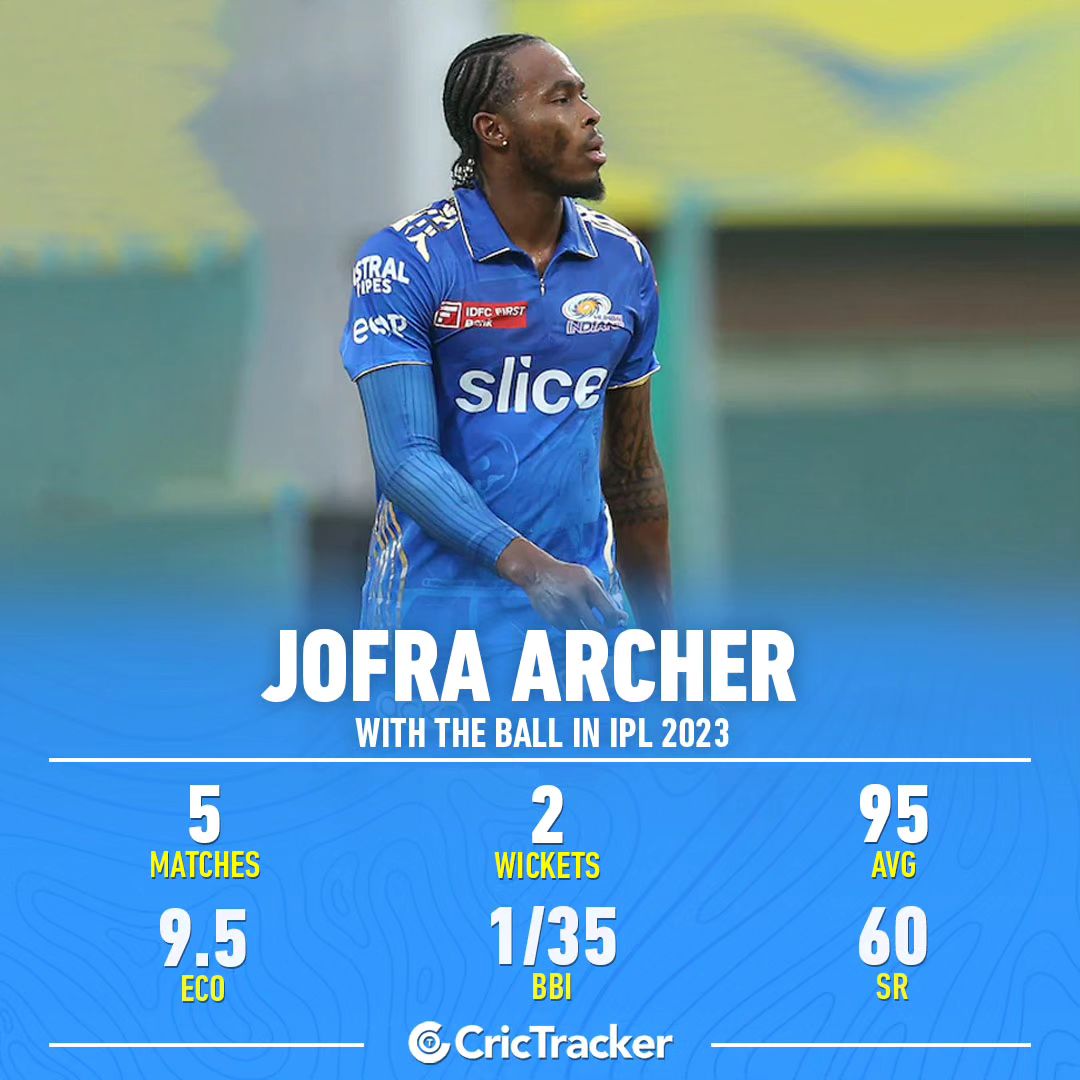 ASTRAL
PIPES
IDFC FIRST
Bank
slice
JOFRA ARCHER
WITH THE BALL IN IPL 2023
5 2 95
MATCHES WICKETS AVG
9.5 1/35 60
ECO BBI SR
CricTracker